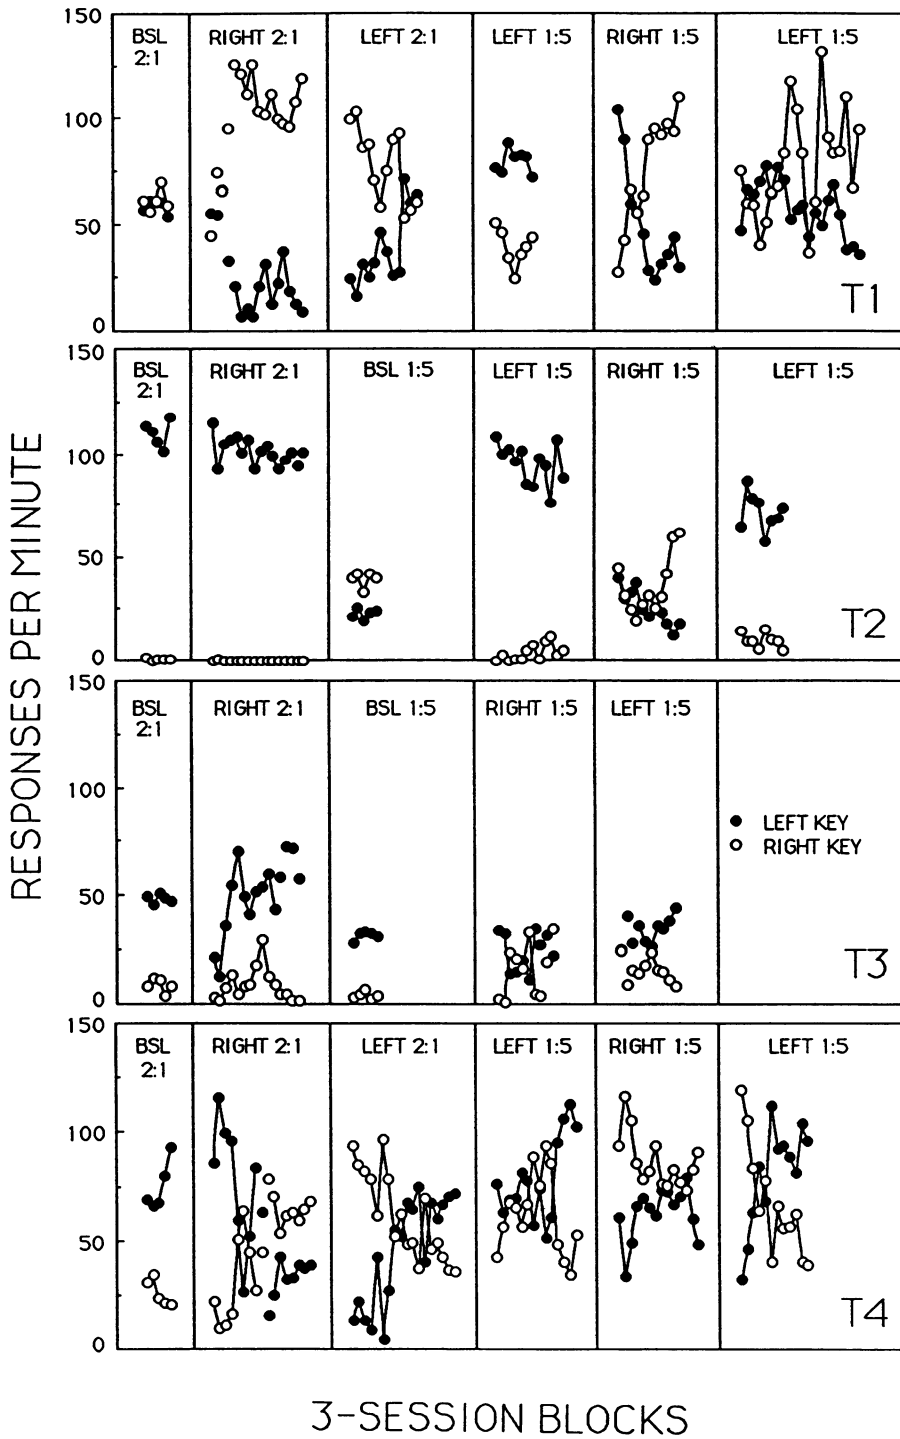 RESPONSES PER MINUTE
150
100
50
0
BSL
2:1
RIGHT 2:1
LEFT 2:1
LEFT 1:5
RIGHT 1:5
LEFT 1:5
T1
150
100
50
0
BSL
2:1
RIGHT 2:1
BSL 1:5
LEFT 1:5
RIGHT 1:5
LEFT 1:5
T2
150
100
50
0
BSL
2:1
RIGHT 2:1
BSL 1:5
RIGHT 1:5
LEFT 1:5
LEFT KEY
RIGHT KEY
T3
150
100
50
0
BSL
2:1
RIGHT 2:1
LEFT 2:1
LEFT 1:5
RIGHT 1:5
LEFT 1:5
T4
3-SESSION BLOCKS